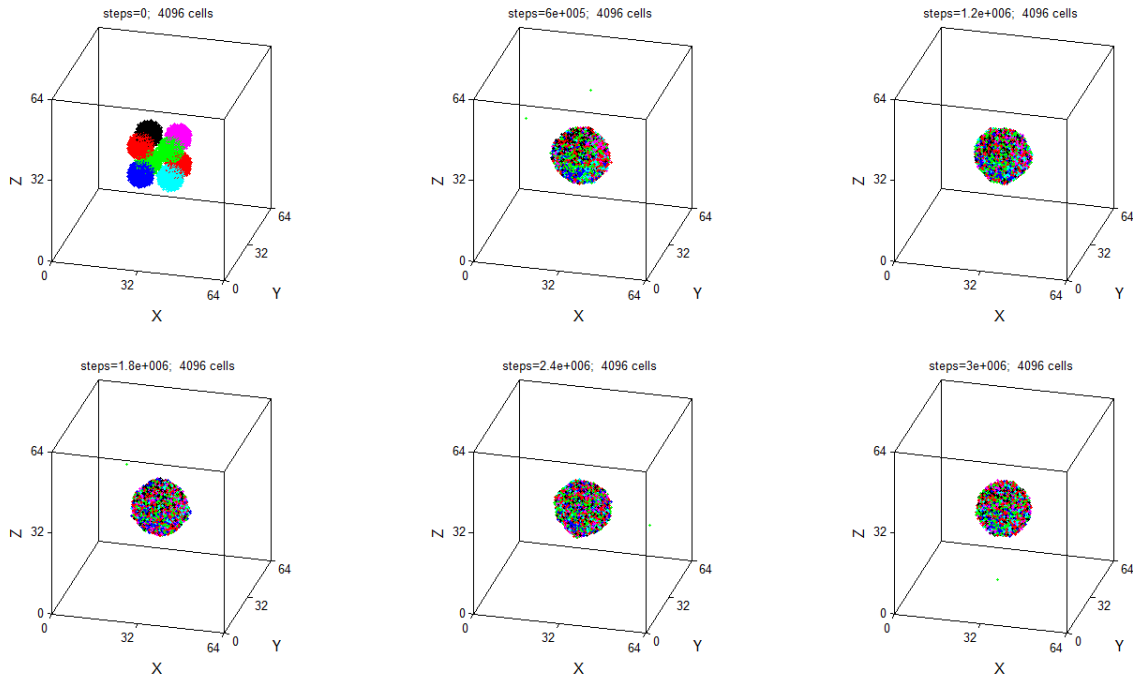 steps=0;  4096 cells
64
Z
32
0
0
32
64
X
0
32
64
Y
steps=6e+005;  4096 cells
64
Z
32
0
0
32
64
X
0
32
64
Y
steps=1.2e+006;  4096 cells
64
Z
32
0
0
32
64
X
0
32
64
Y
steps=1.8e+006;  4096 cells
64
Z
32
0
0
32
64
X
0
32
64
Y
steps=2.4e+006;  4096 cells
64
Z
32
0
0
32
64
X
0
32
64
Y
steps=3e+006;  4096 cells
64
Z
32
0
0
32
64
X
0
32
64
Y